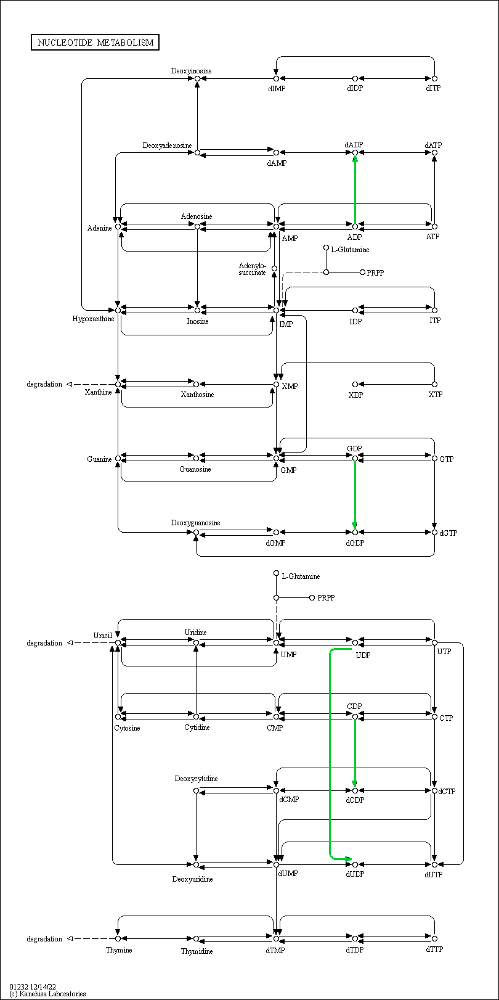 NUCLEOTIDE METABOLISM
Deoxyinosine
dIMP
dIDP
dITP
Deoxyadenosine
dAMP
dADP
dATP
Adenine
Adenosine
AMP
ADP
ATP
L-Glutamine
PRPP
Adenylo-
succinate
Hypoxanthine
Inosine
IMP
IDP
ITP
degradation
Xanthine
Xanthosine
XMP
XDP
XTP
Guanine
Guanosine
GMP
GDP
GTP
Deoxyguanosine
dGMP
dGDP
dGTP
L-Glutamine
PRPP
degradation
Uracil
Uridine
UMP
UDP
UTP
Cytosine
Cytidine
CMP
CDP
CTP
Deoxycytidine
dCMP
dCDP
dCTP
Deoxyuridine
dUMP
dUDP
dUTP
degradation
Thymine
Thymidine
dTMP
dTDP
dTTP
01232 12/14/22
(c) Kanehisa Laboratories